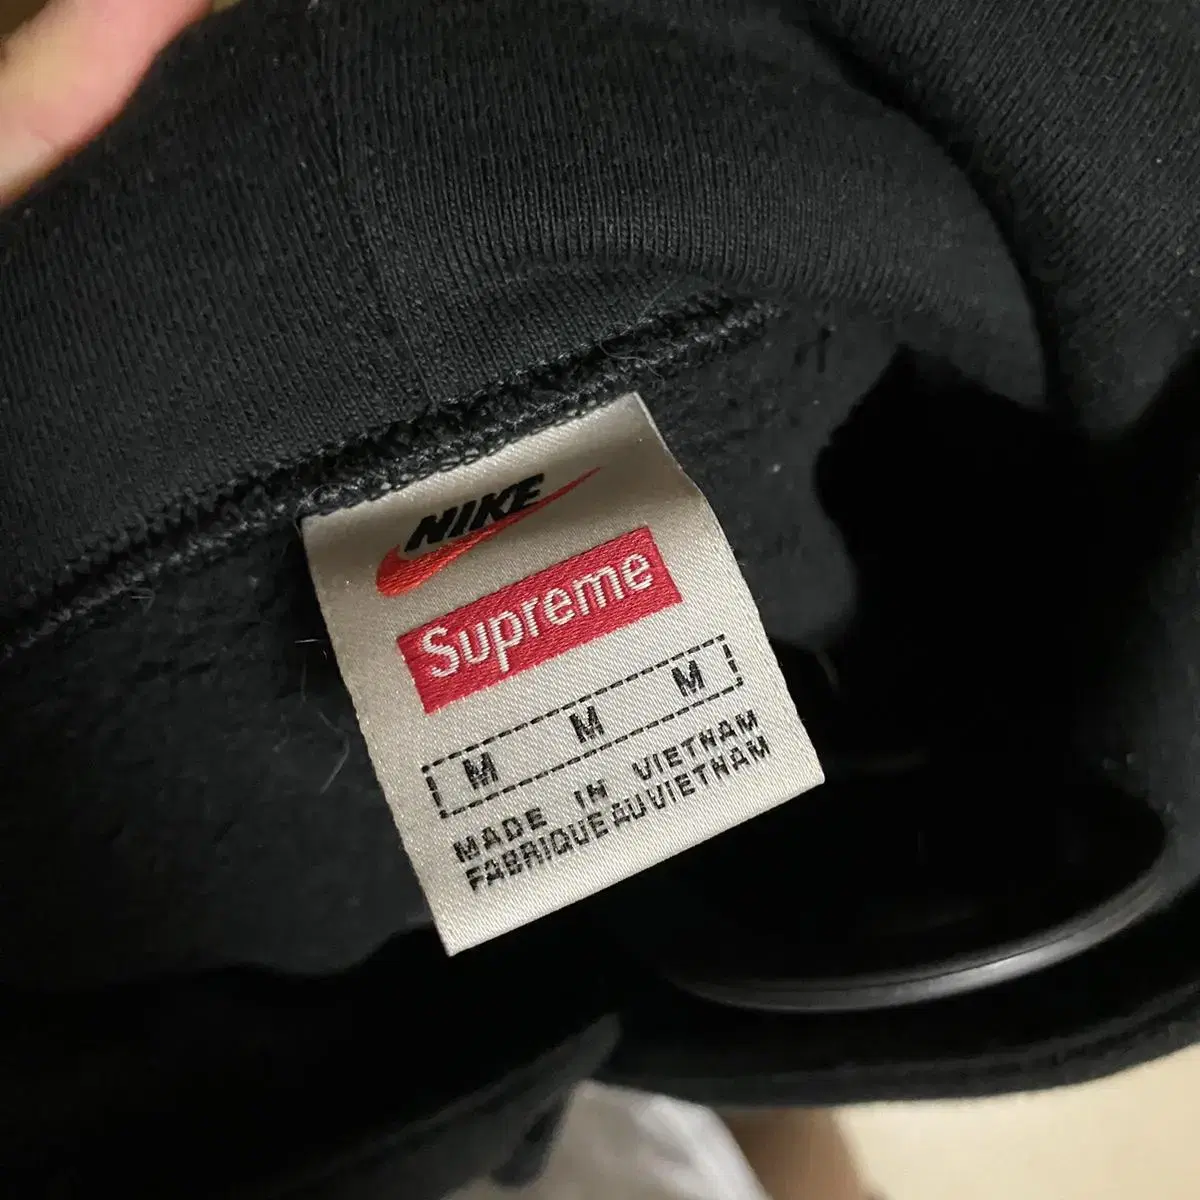 NIKE
Supreme
M M M
MADE IN VIETNAM
FABRIQUE AU VIETNAM